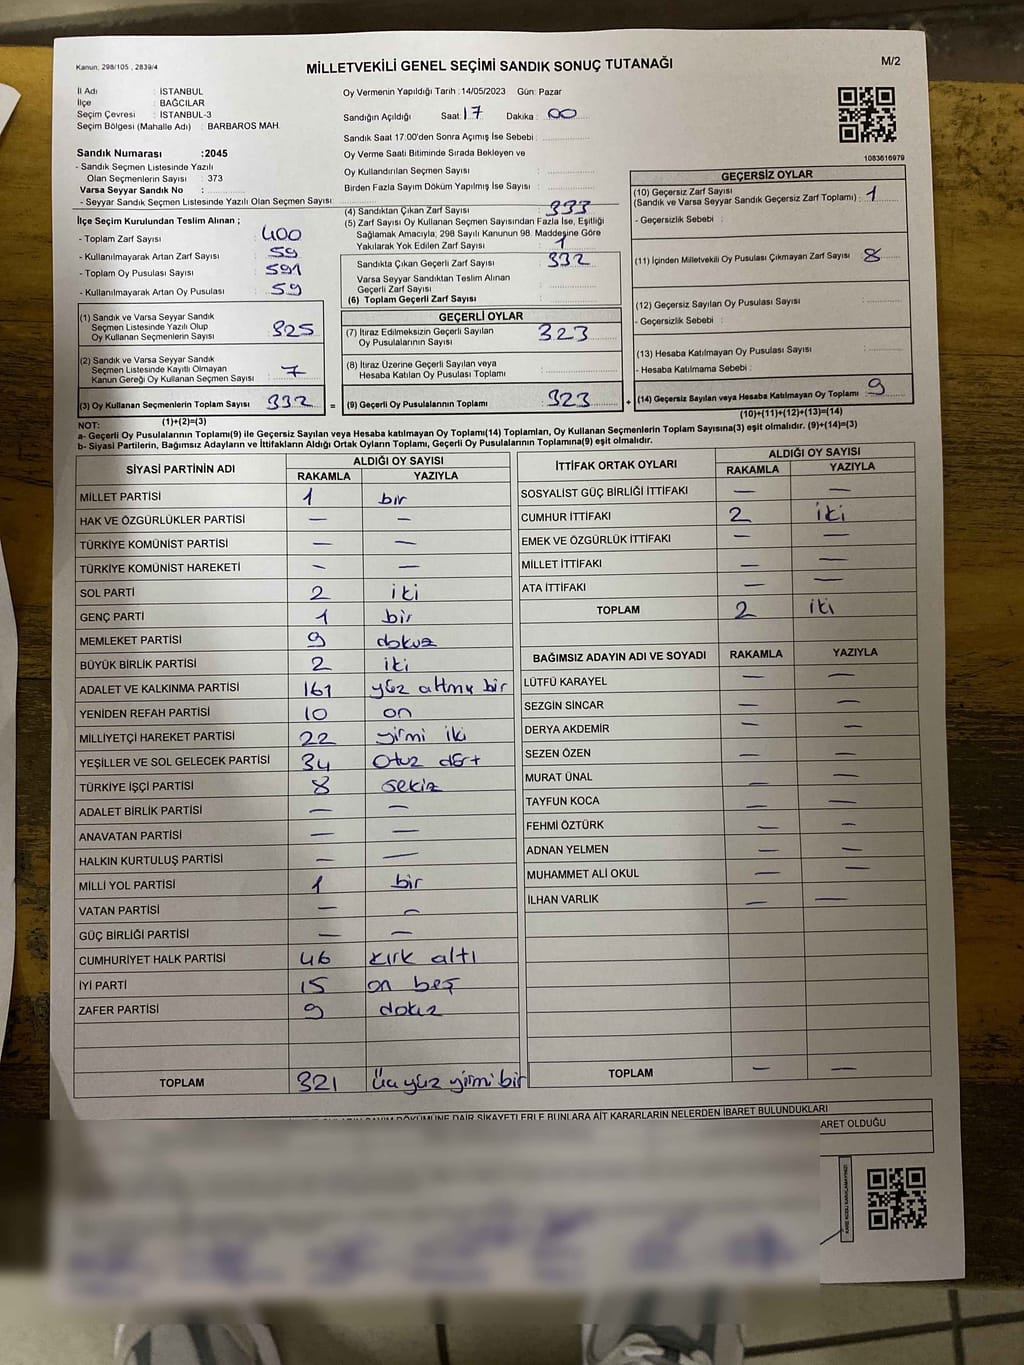 Kanun; 298/105 , 2839/4
MİLLETVEKİLİ GENEL SEÇİMİ SANDIK SONUÇ TUTANAĞI
M/2
İl Adı : İSTANBUL
İlçe : BAĞCILAR
Seçim Çevresi : İSTANBUL-3
Seçim Bölgesi (Mahalle Adı) : BARBAROS MAH.
Sandık Numarası :2045
- Sandık Seçmen Listesinde Yazılı
Olan Seçmenlerin Sayısı : 373
Varsa Seyyar Sandık No :
- Seyyar Sandık Seçmen Listesinde Yazılı Olan Seçmen Sayısı:
Oy Vermenin Yapıldığı Tarih :14/05/2023 Gün: Pazar
Sandığın Açıldığı Saat: 17 Dakika : 00
Sandık Saat 17:00'den Sonra Açımış İse Sebebi :
Oy Verme Saati Bitiminde Sırada Bekleyen ve
Oy Kullandırılan Seçmen Sayısı :
Birden Fazla Sayım Döküm Yapılmış İse Sayısı :
1083616979
İlçe Seçim Kurulundan Teslim Alınan ;
- Toplam Zarf Sayısı : 400
- Kullanılmayarak Artan Zarf Sayısı : 59
- Toplam Oy Pusulası Sayısı : 591
- Kullanılmayarak Artan Oy Pusulası : 59
(1) Sandık ve Varsa Seyyar Sandık
Seçmen Listesinde Yazılı Olup
Oy Kullanan Seçmenlerin Sayısı : 325
(2) Sandık ve Varsa Seyyar Sandık
Seçmen Listesinde Kayıtlı Olmayan
Kanun Gereği Oy Kullanan Seçmen Sayısı : 7
(3) Oy Kullanan Seçmenlerin Toplam Sayısı : 332
(1)+(2)=(3)
(4) Sandıktan Çıkan Zarf Sayısı : 333
(5) Zarf Sayısı Oy Kullanan Seçmen Sayısından Fazla İse, Eşitliği
Sağlamak Amacıyla, 298 Sayılı Kanunun 98. Maddesine Göre
Yakılarak Yok Edilen Zarf Sayısı : 1
Sandıkta Çıkan Geçerli Zarf Sayısı : 332
Varsa Seyyar Sandıktan Teslim Alınan
Geçerli Zarf Sayısı :
(6) Toplam Geçerli Zarf Sayısı :
GEÇERLİ OYLAR
(7) İtiraz Edilmeksizin Geçerli Sayılan
Oy Pusulalarının Sayısı : 323
(8) İtiraz Üzerine Geçerli Sayılan veya
Hesaba Katılan Oy Pusulası Toplamı :
= (9) Geçerli Oy Pusulalarının Toplamı : 323 +
GEÇERSİZ OYLAR
(10) Geçersiz Zarf Sayısı
(Sandık ve Varsa Seyyar Sandık Geçersiz Zarf Toplamı) : 1
- Geçersizlik Sebebi :
(11) İçinden Milletvekili Oy Pusulası Çıkmayan Zarf Sayısı : 8
(12) Geçersiz Sayılan Oy Pusulası Sayısı :
- Geçersizlik Sebebi :
(13) Hesaba Katılmayan Oy Pusulası Sayısı :
- Hesaba Katılmama Sebebi :
(14) Geçersiz Sayılan veya Hesaba Katılmayan Oy Toplamı : 9
(10)+(11)+(12)+(13)=(14)
NOT:
a- Geçerli Oy Pusulalarının Toplamı(9) ile Geçersiz Sayılan veya Hesaba Katılmayan Oy Toplamı(14) Toplamları, Oy Kullanan Seçmenlerin Toplam Sayısına(3) eşit olmalıdır. (9)+(14)=(3)
b- Siyasi Partilerin, Bağımsız Adayların ve İttifakların Aldığı Ortak Oyların Toplamı, Geçerli Oy Pusulalarının Toplamına(9) eşit olmalıdır.
SİYASİ PARTİNİN ADI ALDIĞI OY SAYISI
RAKAMLA YAZIYLA
MİLLET PARTİSİ 1 bir
HAK VE ÖZGÜRLÜKLER PARTİSİ — —
TÜRKİYE KOMÜNİST PARTİSİ — —
TÜRKİYE KOMÜNİST HAREKETİ — —
SOL PARTİ 2 iki
GENÇ PARTİ 1 bir
MEMLEKET PARTİSİ 9 dokuz
BÜYÜK BİRLİK PARTİSİ 2 iki
ADALET VE KALKINMA PARTİSİ 161 yüz altmış bir
YENİDEN REFAH PARTİSİ 10 on
MİLLİYETÇİ HAREKET PARTİSİ 22 yirmi iki
YEŞİLLER VE SOL GELECEK PARTİSİ 34 Otuz dört
TÜRKİYE İŞÇİ PARTİSİ 8 sekiz
ADALET BİRLİK PARTİSİ — —
ANAVATAN PARTİSİ — —
HALKIN KURTULUŞ PARTİSİ — —
MİLLİ YOL PARTİSİ 1 bir
VATAN PARTİSİ — —
GÜÇ BİRLİĞİ PARTİSİ — —
CUMHURİYET HALK PARTİSİ 46 kırk altı
İYİ PARTİ 15 on beş
ZAFER PARTİSİ 9 dokuz
TOPLAM 321 üç yüz yirmi bir
İTTİFAK ORTAK OYLARI ALDIĞI OY SAYISI
RAKAMLA YAZIYLA
SOSYALİST GÜÇ BİRLİĞİ İTTİFAKI — —
CUMHUR İTTİFAKI 2 iki
EMEK VE ÖZGÜRLÜK İTTİFAKI — —
MİLLET İTTİFAKI — —
ATA İTTİFAKI — —
TOPLAM 2 iki
BAĞIMSIZ ADAYIN ADI VE SOYADI RAKAMLA YAZIYLA
LÜTFÜ KARAYEL — —
SEZGİN SİNCAR — —
DERYA AKDEMİR — —
SEZEN ÖZEN — —
MURAT ÜNAL — —
TAYFUN KOCA — —
FEHMİ ÖZTÜRK — —
ADNAN YELMEN — —
MUHAMMET ALİ OKUL — —
İLHAN VARLIK — —
TOPLAM — —
DÖKÜMÜNE DAİR ŞİKAYETLERLE BUNLARA AİT KARARLARIN NELERDEN İBARET BULUNDUKLARI
ARET OLDUĞU